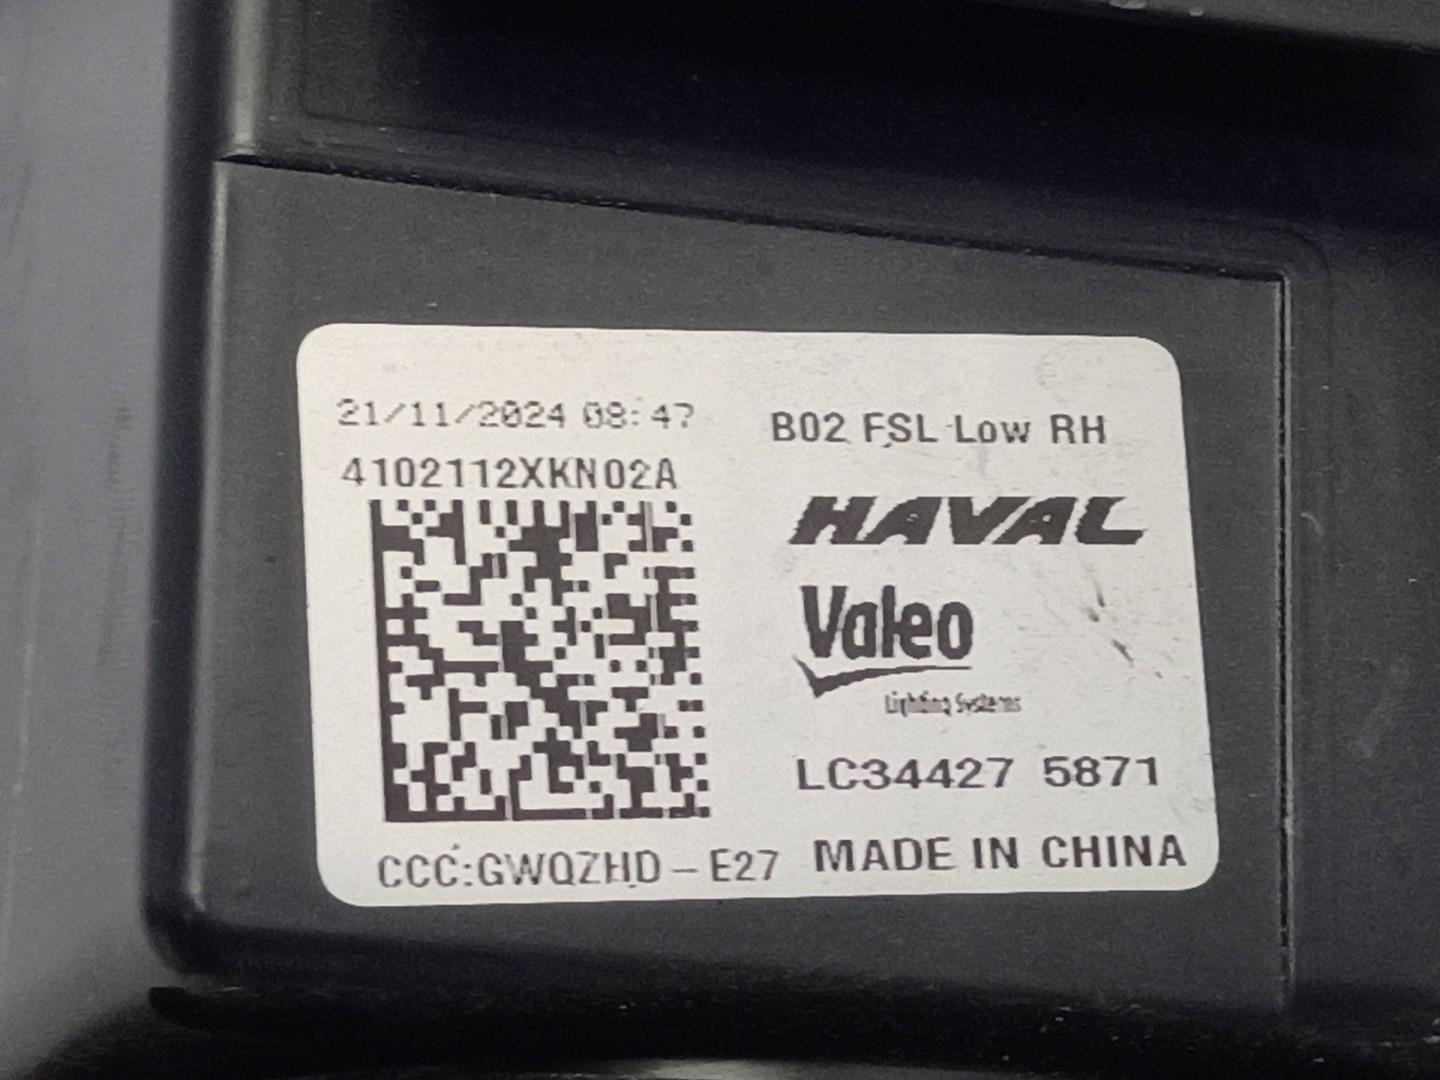 21/11/2024 08:47
B02 FSL Low RH
4102112XKN02A
HAVAL
Valeo
Lighting Systems
LC34427 5871
CCC:GWQZHD-E27
MADE IN CHINA